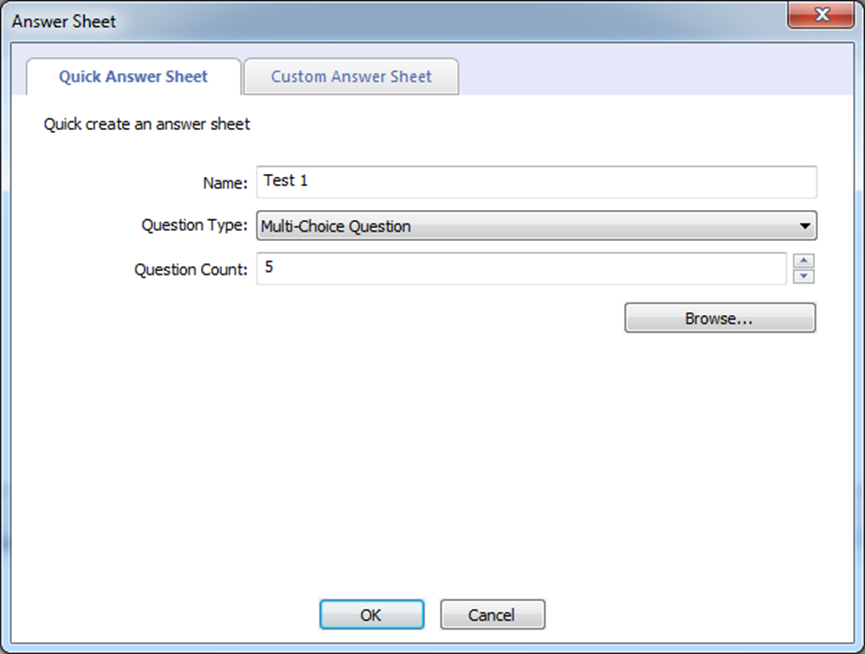 Answer Sheet
Quick Answer Sheet Custom Answer Sheet
Quick create an answer sheet
Name: Test 1
Question Type: Multi-Choice Question
Question Count: 5
Browse...
OK Cancel